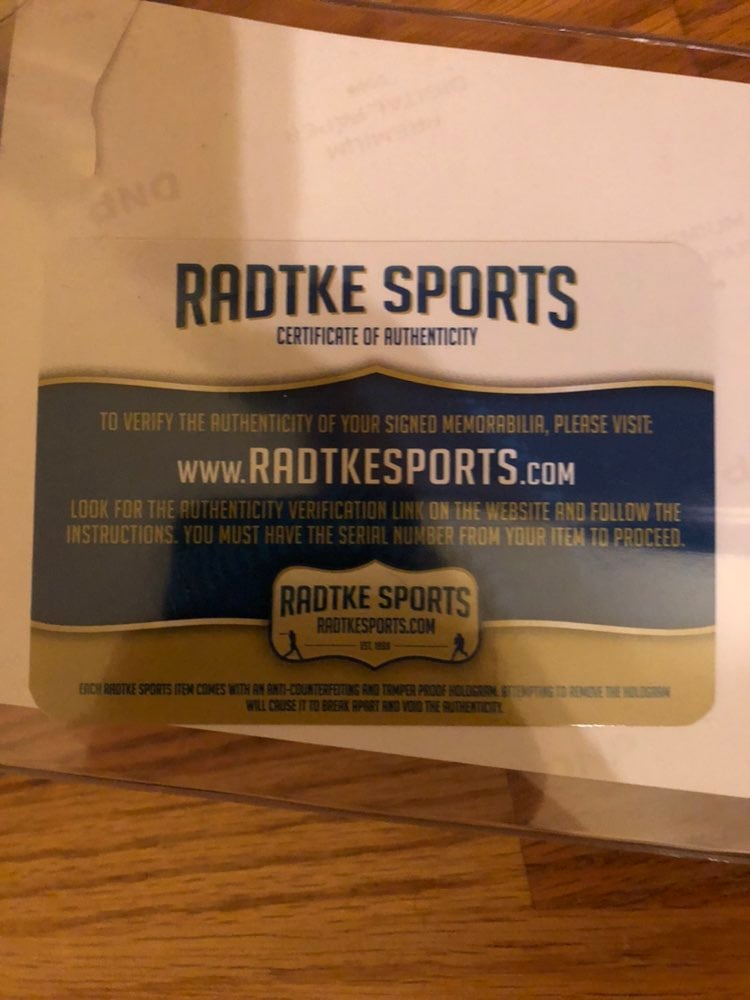 RADTKE SPORTS
CERTIFICATE OF AUTHENTICITY
TO VERIFY THE AUTHENTICITY OF YOUR SIGNED MEMORABILIA, PLEASE VISIT:
WWW.RADTKESPORTS.COM
LOOK FOR THE AUTHENTICITY VERIFICATION LINK ON THE WEBSITE AND FOLLOW THE
INSTRUCTIONS. YOU MUST HAVE THE SERIAL NUMBER FROM YOUR ITEM TO PROCEED.
RADTKE SPORTS
RADTKESPORTS.COM
EST.
EACH RADTKE SPORTS ITEM COMES WITH AN ANTI-COUNTERFEITING AND TAMPER PROOF HOLOGRAM. ATTEMPTING TO REMOVE THE HOLOGRAM
WILL CAUSE IT TO BREAK APART AND VOID THE AUTHENTICITY.